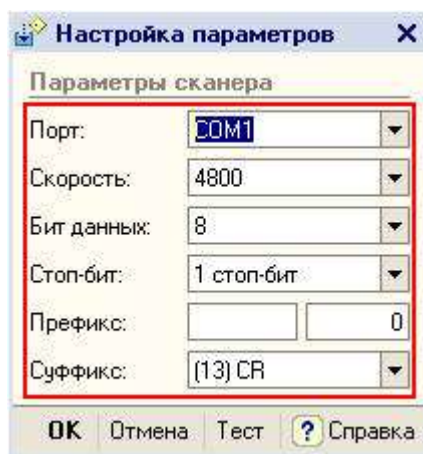 Настройка параметров
Параметры сканера
Порт: COM1
Скорость: 4800
Бит данных: 8
Стоп-бит: 1 стоп-бит
Префикс: 0
Суффикс: (13) CR
OK Отмена Тест ? Справка